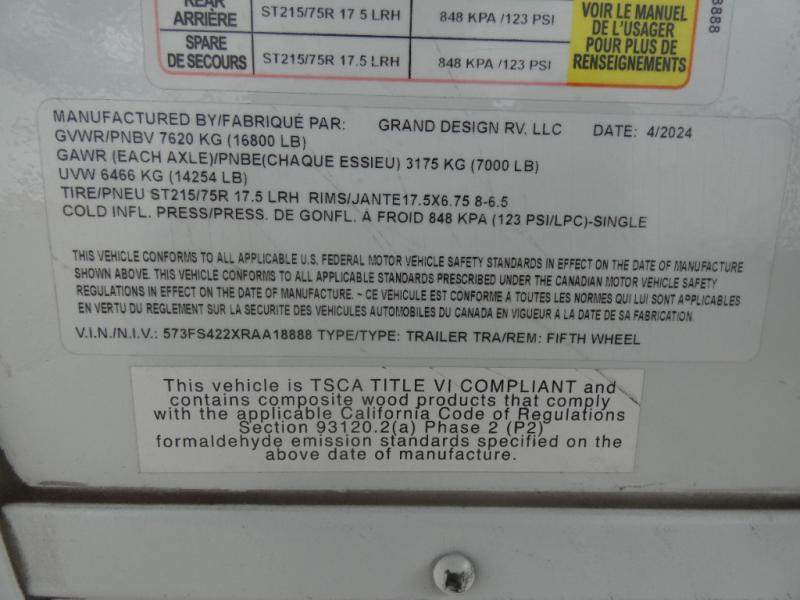 REAR
ARRIÈRE
ST215/75R 17.5 LRH
848 KPA /123 PSI
SPARE
DE SECOURS
ST215/75R 17.5 LRH
848 KPA /123 PSI
VOIR LE MANUEL
DE L'USAGER
POUR PLUS DE
RENSEIGNEMENTS
8888
MANUFACTURED BY/FABRIQUÉ PAR: GRAND DESIGN RV, LLC DATE: 4/2024
GVWR/PNBV 7620 KG (16800 LB)
GAWR (EACH AXLE)/PNBE(CHAQUE ESSIEU) 3175 KG (7000 LB)
UVW 6466 KG (14254 LB)
TIRE/PNEU ST215/75R 17.5 LRH RIMS/JANTE17.5X6.75 8-6.5
COLD INFL. PRESS/PRESS. DE GONFL. À FROID 848 KPA (123 PSI/LPC)-SINGLE
THIS VEHICLE CONFORMS TO ALL APPLICABLE U.S. FEDERAL MOTOR VEHICLE SAFETY STANDARDS IN EFFECT ON THE DATE OF MANUFACTURE
SHOWN ABOVE. THIS VEHICLE CONFORMS TO ALL APPLICABLE STANDARDS PRESCRIBED UNDER THE CANADIAN MOTOR VEHICLE SAFETY
REGULATIONS IN EFFECT ON THE DATE OF MANUFACTURE. ~ CE VEHICULE EST CONFORME A TOUTES LES NORMES QUI LUI SONT APPLICABLES
EN VERTU DU REGLEMENT SUR LA SECURITE DES VEHICULES AUTOMOBILES DU CANADA EN VIGUEUR A LA DATE DE SA FABRICATION.
V.I.N./N.I.V.: 573FS422XRAA18888 TYPE/TYPE: TRAILER TRA/REM: FIFTH WHEEL
This vehicle is TSCA TITLE VI COMPLIANT and
contains composite wood products that comply
with the applicable California Code of Regulations
Section 93120.2(a) Phase 2 (P2)
formaldehyde emission standards specified on the
above date of manufacture.